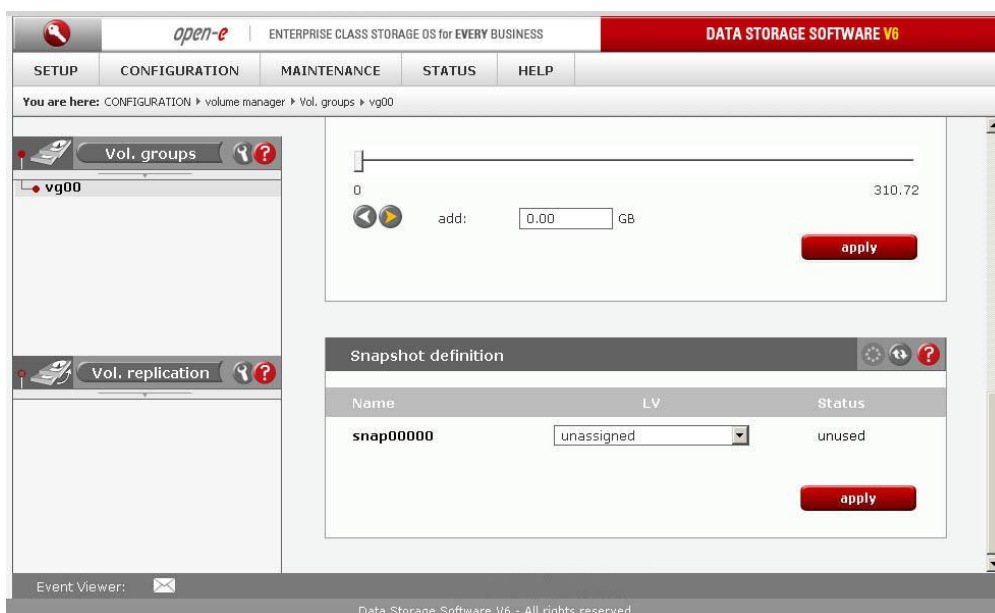 open-e ENTERPRISE CLASS STORAGE OS for EVERY BUSINESS DATA STORAGE SOFTWARE V6
SETUP CONFIGURATION MAINTENANCE STATUS HELP
You are here: CONFIGURATION volume manager Vol. groups vg00
Vol. groups ?
vg00
0 310.72
add: 0.00 GB
apply
Vol. replication ?
Snapshot definition ?
Name LV Status
snap00000 unassigned unused
apply
Event Viewer:
Data Storage Software V6 - All rights reserved